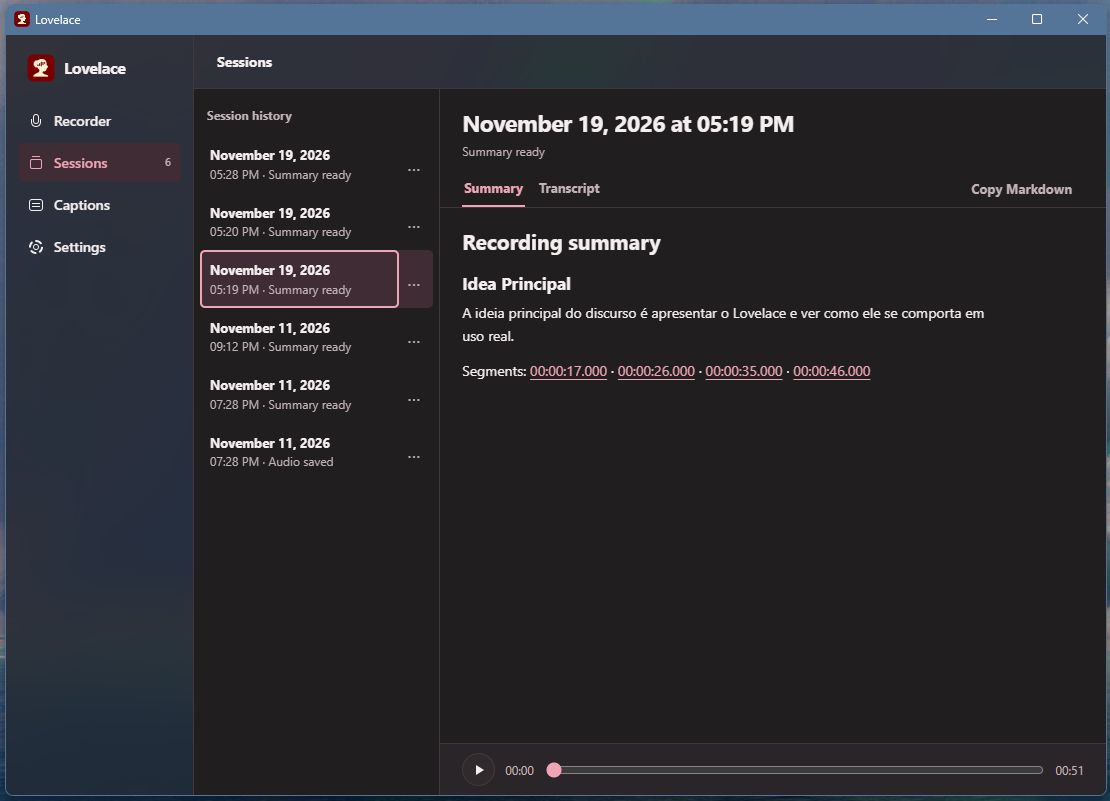 Lovelace
Lovelace
Recorder
Sessions 6
Captions
Settings
Sessions
Session history
November 19, 2026
05:28 PM · Summary ready
...
November 19, 2026
05:20 PM · Summary ready
...
November 19, 2026
05:19 PM · Summary ready
...
November 11, 2026
09:12 PM · Summary ready
...
November 11, 2026
07:28 PM · Summary ready
...
November 11, 2026
07:28 PM · Audio saved
...
November 19, 2026 at 05:19 PM
Summary ready
Summary Transcript Copy Markdown
Recording summary
Idea Principal
A ideia principal do discurso é apresentar o Lovelace e ver como ele se comporta em
uso real.
Segments: 00:00:17.000 · 00:00:26.000 · 00:00:35.000 · 00:00:46.000
00:00 00:51